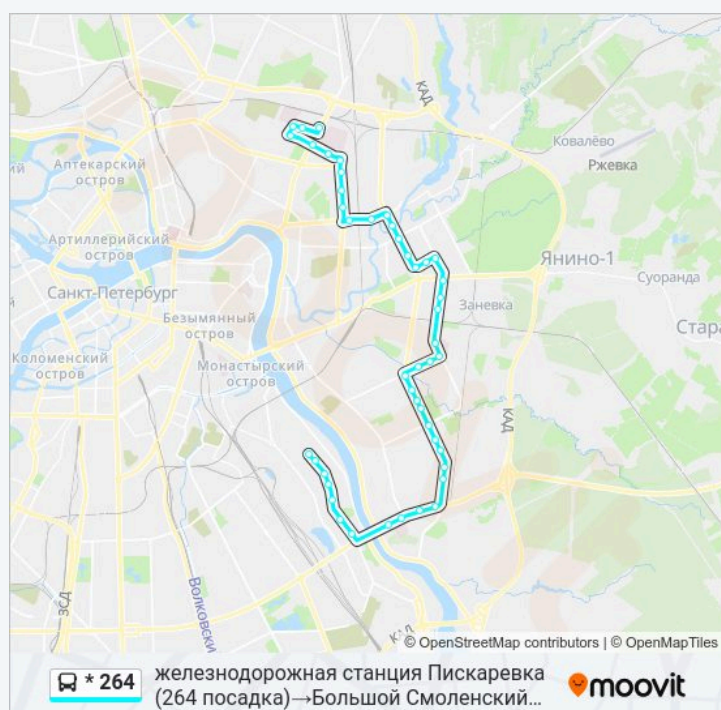 КАД
Ковалёво
Ржевка
Аптекарский
остров
Артиллерийский
остров
Янино-1
Санкт-Петербург
Суоранда
Безымянный
остров
Заневка
Стара
Коломенский
остров
Монастырский
остров
КАД
ЗСД
Волковски
КАД
© OpenStreetMap contributors | © OpenMapTiles
* 264
железнодорожная станция Пискаревка
(264 посадка)→Большой Смоленский...
moovit